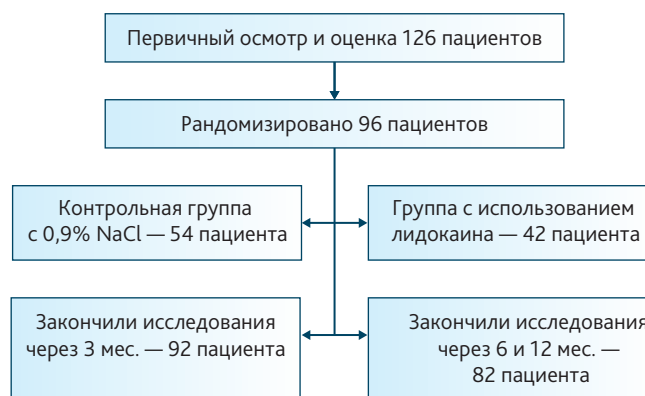 Первичный осмотр и оценка 126 пациентов
Рандомизировано 96 пациентов
Контрольная группа
с 0,9% NaCl — 54 пациента
Группа с использованием
лидокаина — 42 пациента
Закончили исследования
через 3 мес. — 92 пациента
Закончили исследования
через 6 и 12 мес. —
82 пациента